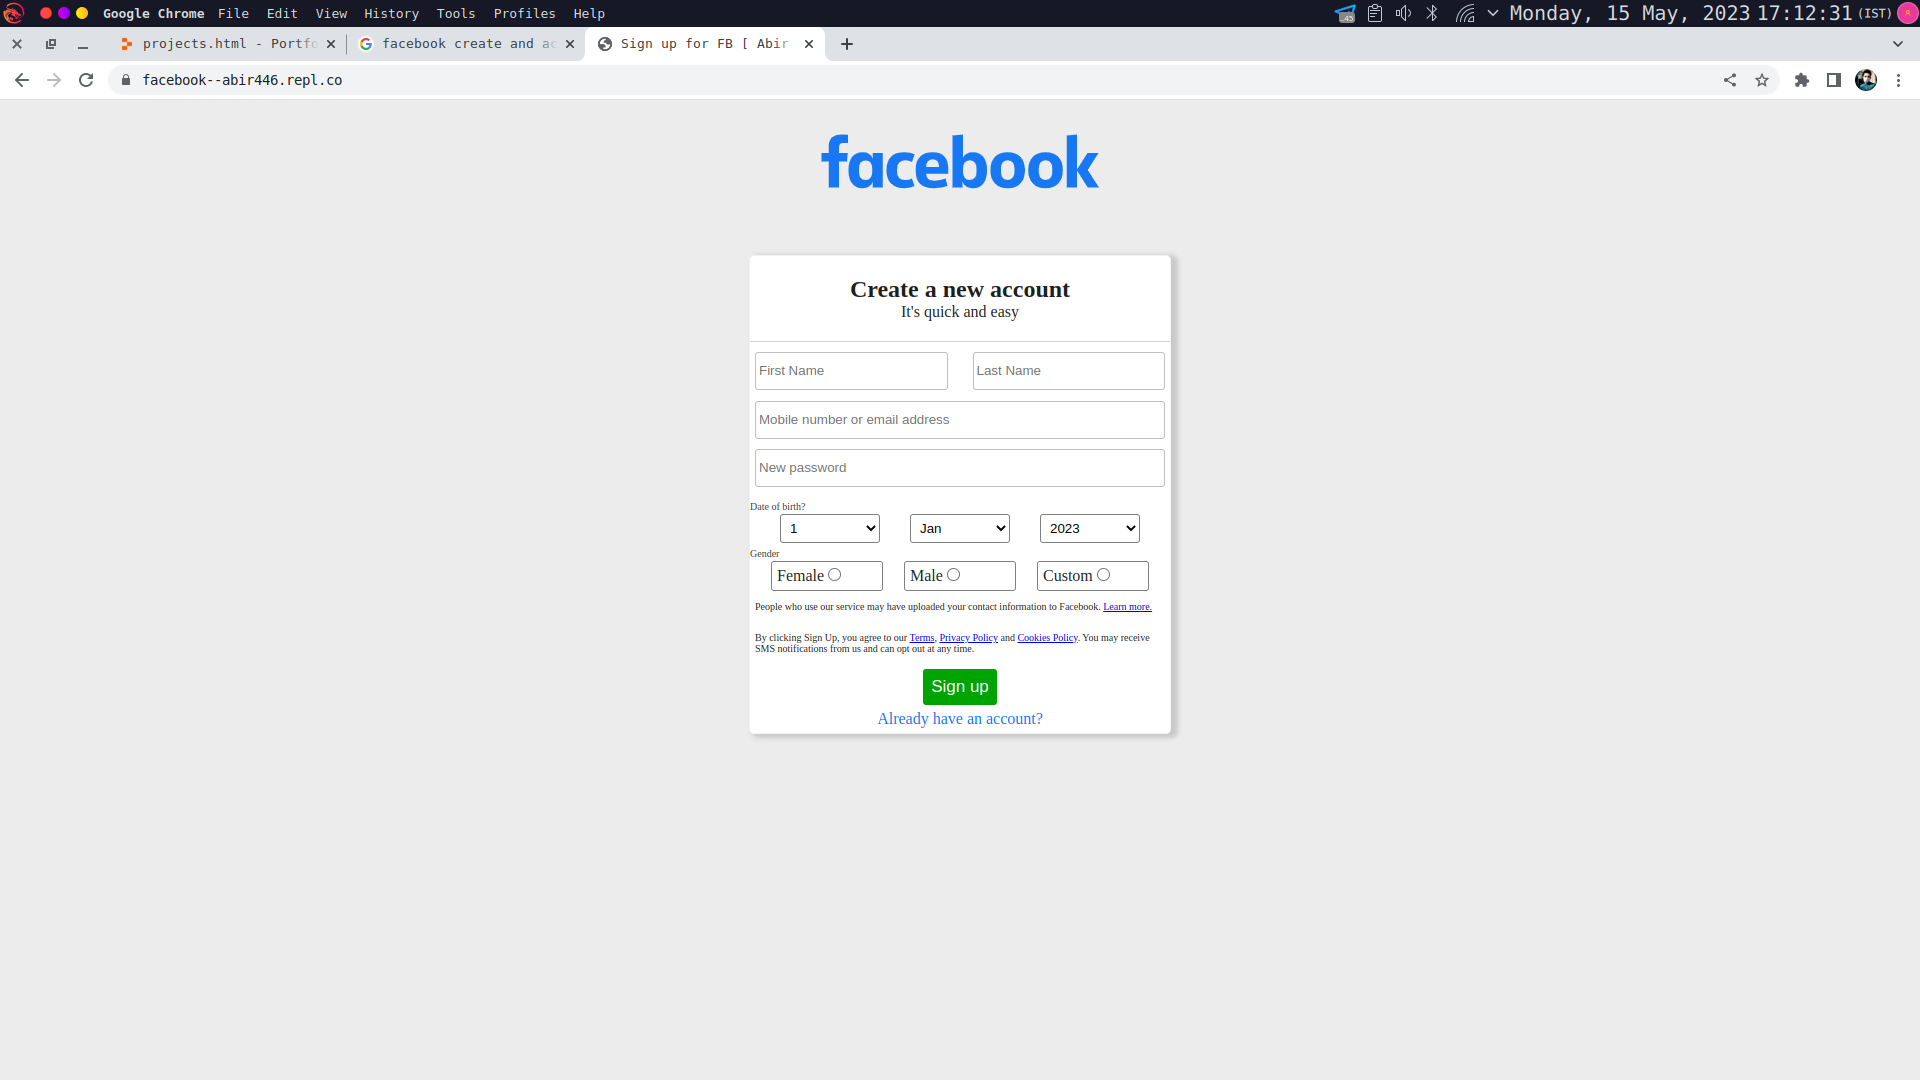 Google Chrome File Edit View History Tools Profiles Help .45 Monday, 15 May, 2023 17:12:31 (IST)
projects.html - Portfo facebook create and ac Sign up for FB [ Abir
facebook--abir446.repl.co
facebook
Create a new account
It's quick and easy
First Name Last Name
Mobile number or email address
New password
Date of birth?
1 Jan 2023
Gender
Female Male Custom
People who use our service may have uploaded your contact information to Facebook. Learn more.
By clicking Sign Up, you agree to our Terms, Privacy Policy and Cookies Policy. You may receive
SMS notifications from us and can opt out at any time.
Sign up
Already have an account?